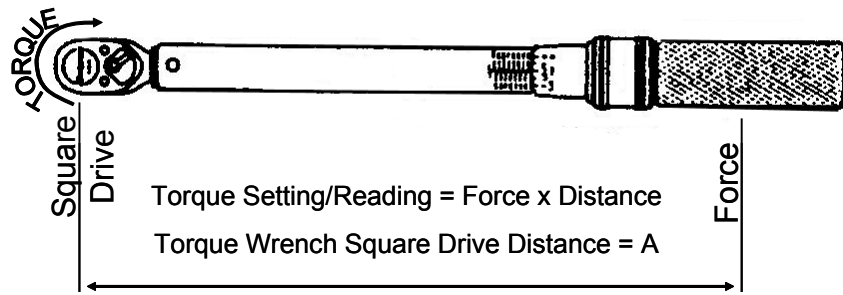 TORQUE
Square
Drive
Force
Torque Setting/Reading = Force x Distance
Torque Wrench Square Drive Distance = A